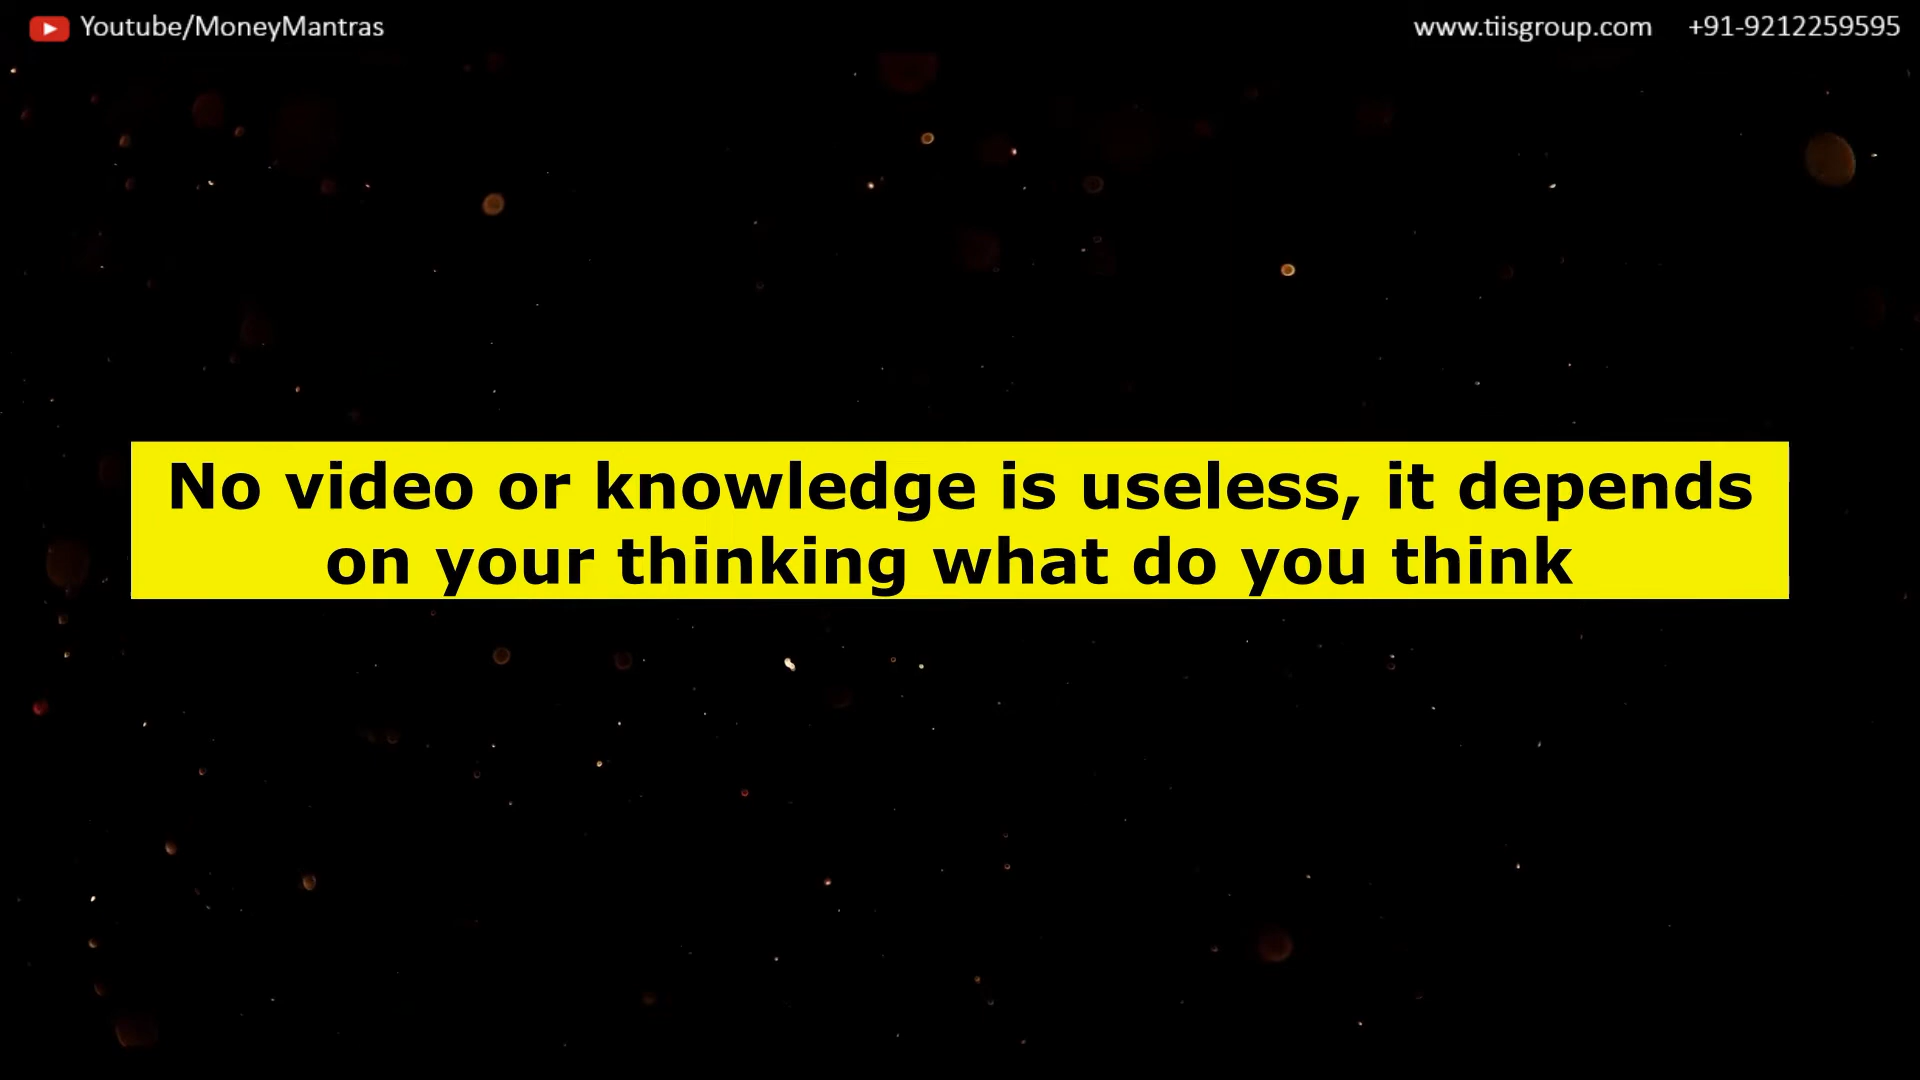 Youtube/MoneyMantras
www.tiisgroup.com +91-9212259595
No video or knowledge is useless, it depends
on your thinking what do you think